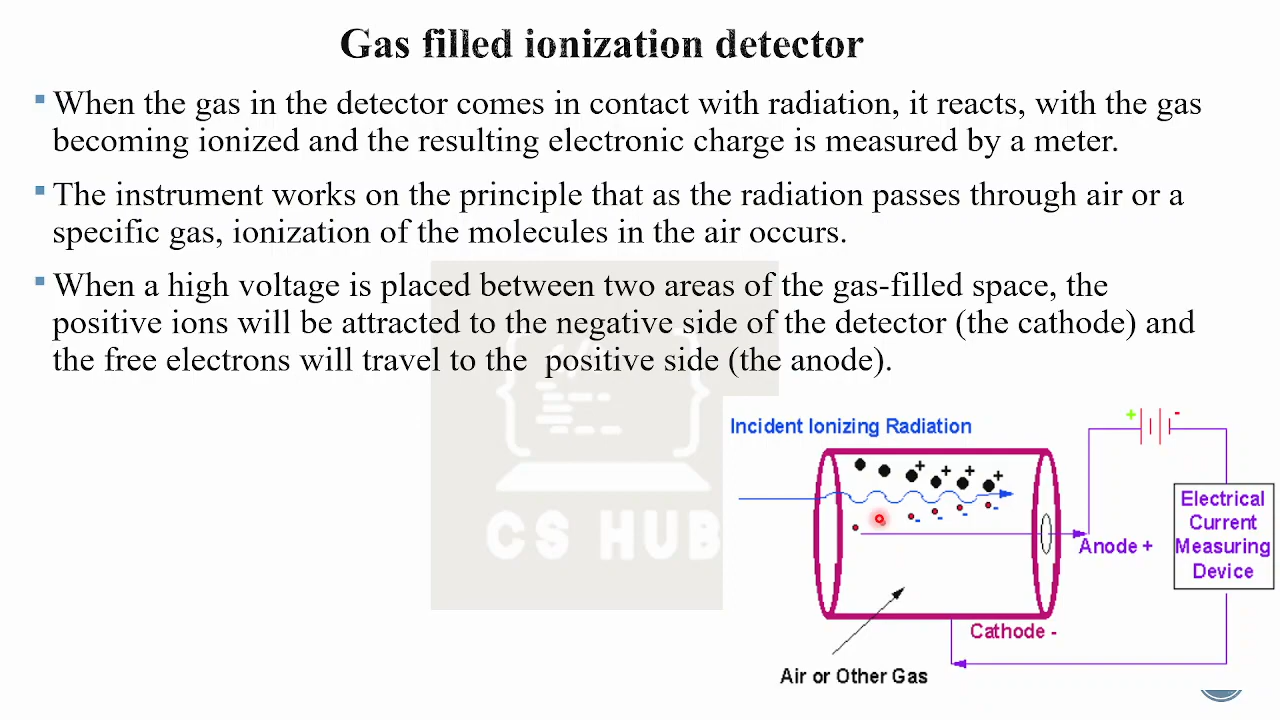 Gas filled ionization detector
When the gas in the detector comes in contact with radiation, it reacts, with the gas
becoming ionized and the resulting electronic charge is measured by a meter.
The instrument works on the principle that as the radiation passes through air or a
specific gas, ionization of the molecules in the air occurs.
When a high voltage is placed between two areas of the gas-filled space, the
positive ions will be attracted to the negative side of the detector (the cathode) and
the free electrons will travel to the  positive side (the anode).
CS HUB
Incident Ionizing Radiation
+ -
+ + + +
- - - -
Electrical
Current
Measuring
Device
Anode +
Cathode -
Air or Other Gas